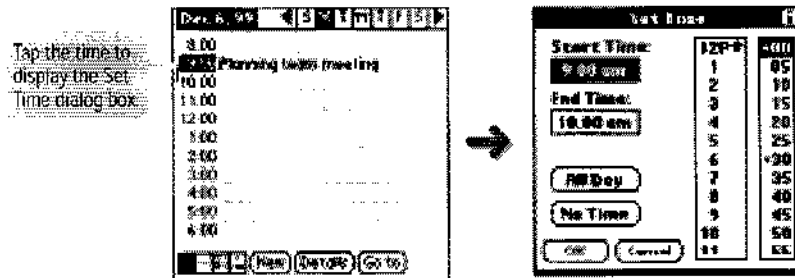 Tap the time to
display the Set
Time dialog box
Dec 6, 99
S M T W T F S
8:00
9:00 Planning team meeting
10:00
11:00
12:00
1:00
2:00
3:00
4:00
5:00
6:00
New Details Go to
Set Time
Start Time:
9:00 am
End Time:
10:00 am
All Day
No Time
OK Cancel
12P
1
2
3
4
5
6
7
8
9
10
11
:00
05
10
15
20
25
30
35
40
45
50
55